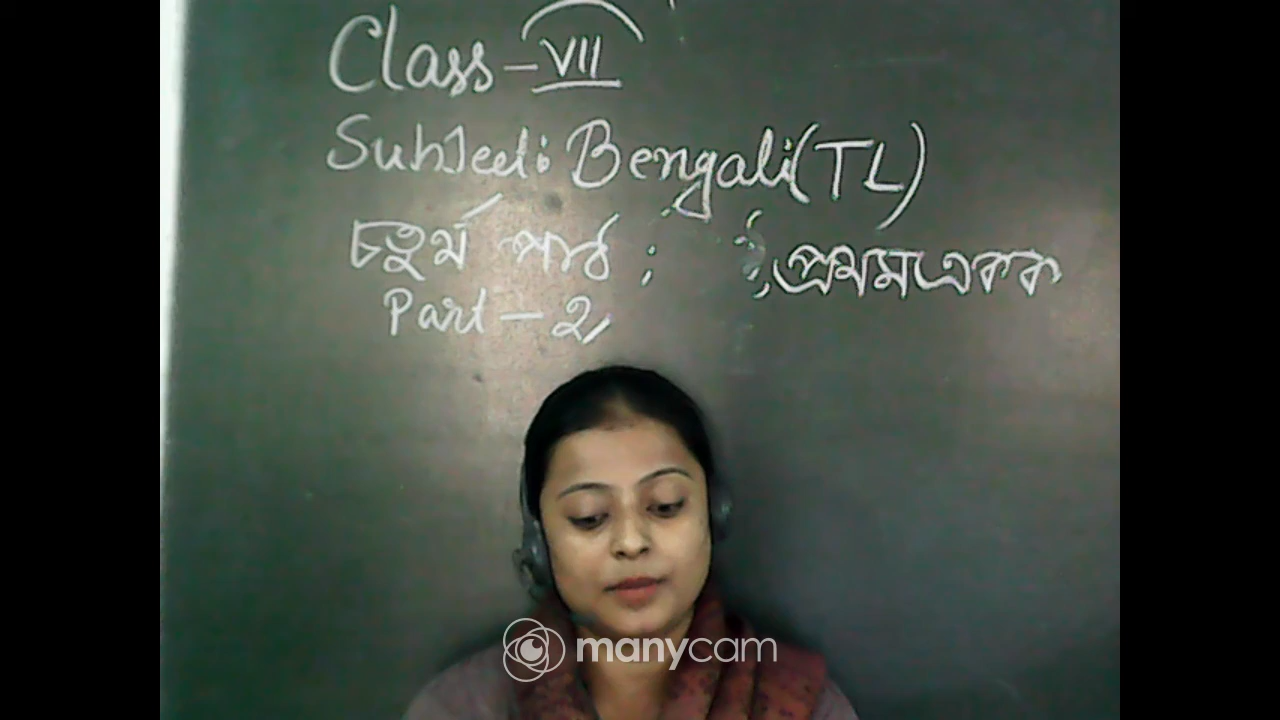 Class - VII
Subject: Bengali (TL)
চতুর্থ পাঠ ; প্রথম একক
Part - 2
manycam